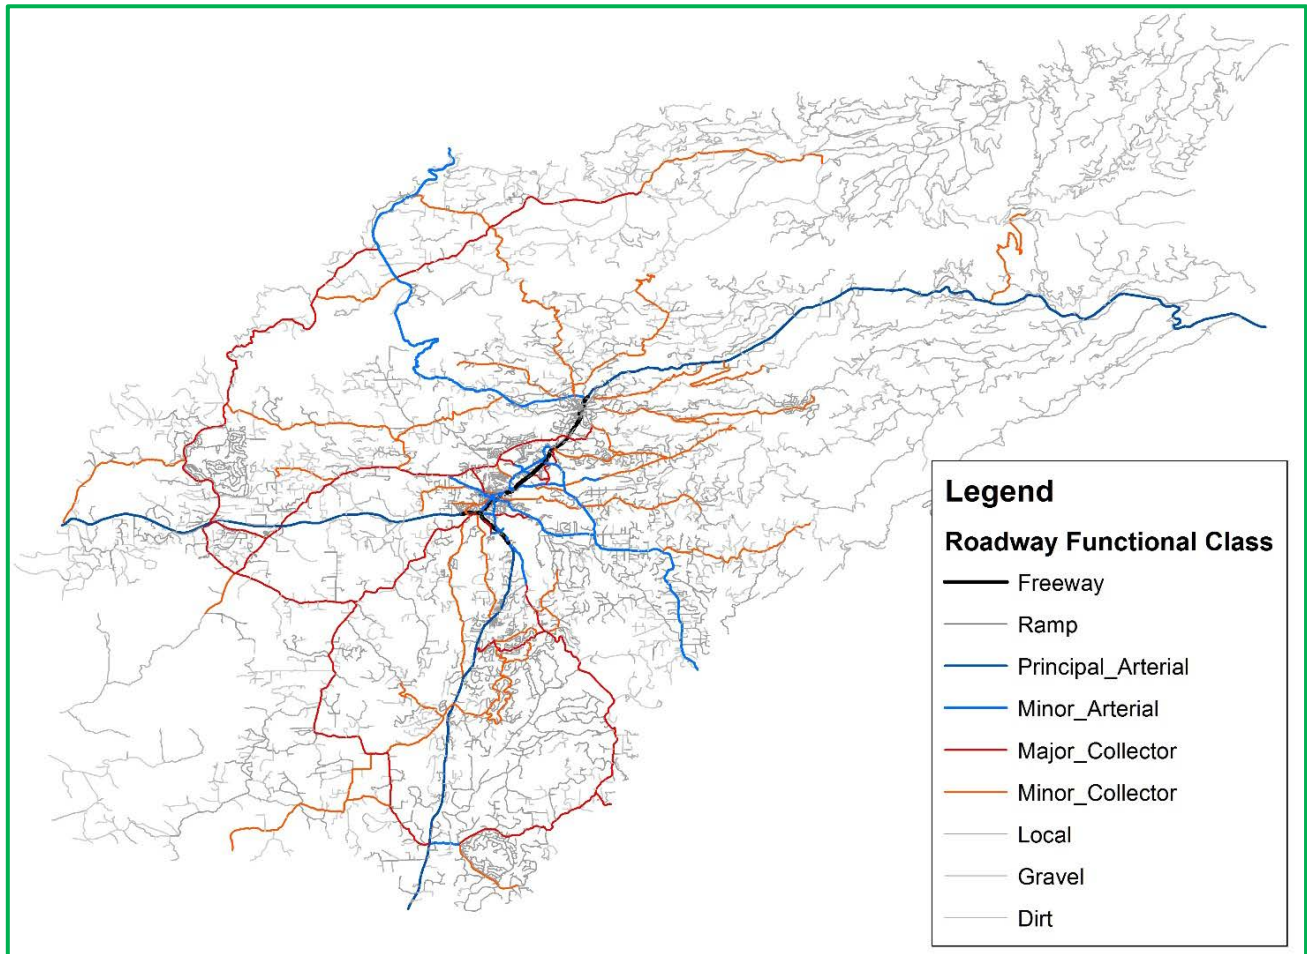 Legend
Roadway Functional Class
Freeway
Ramp
Principal_Arterial
Minor_Arterial
Major_Collector
Minor_Collector
Local
Gravel
Dirt